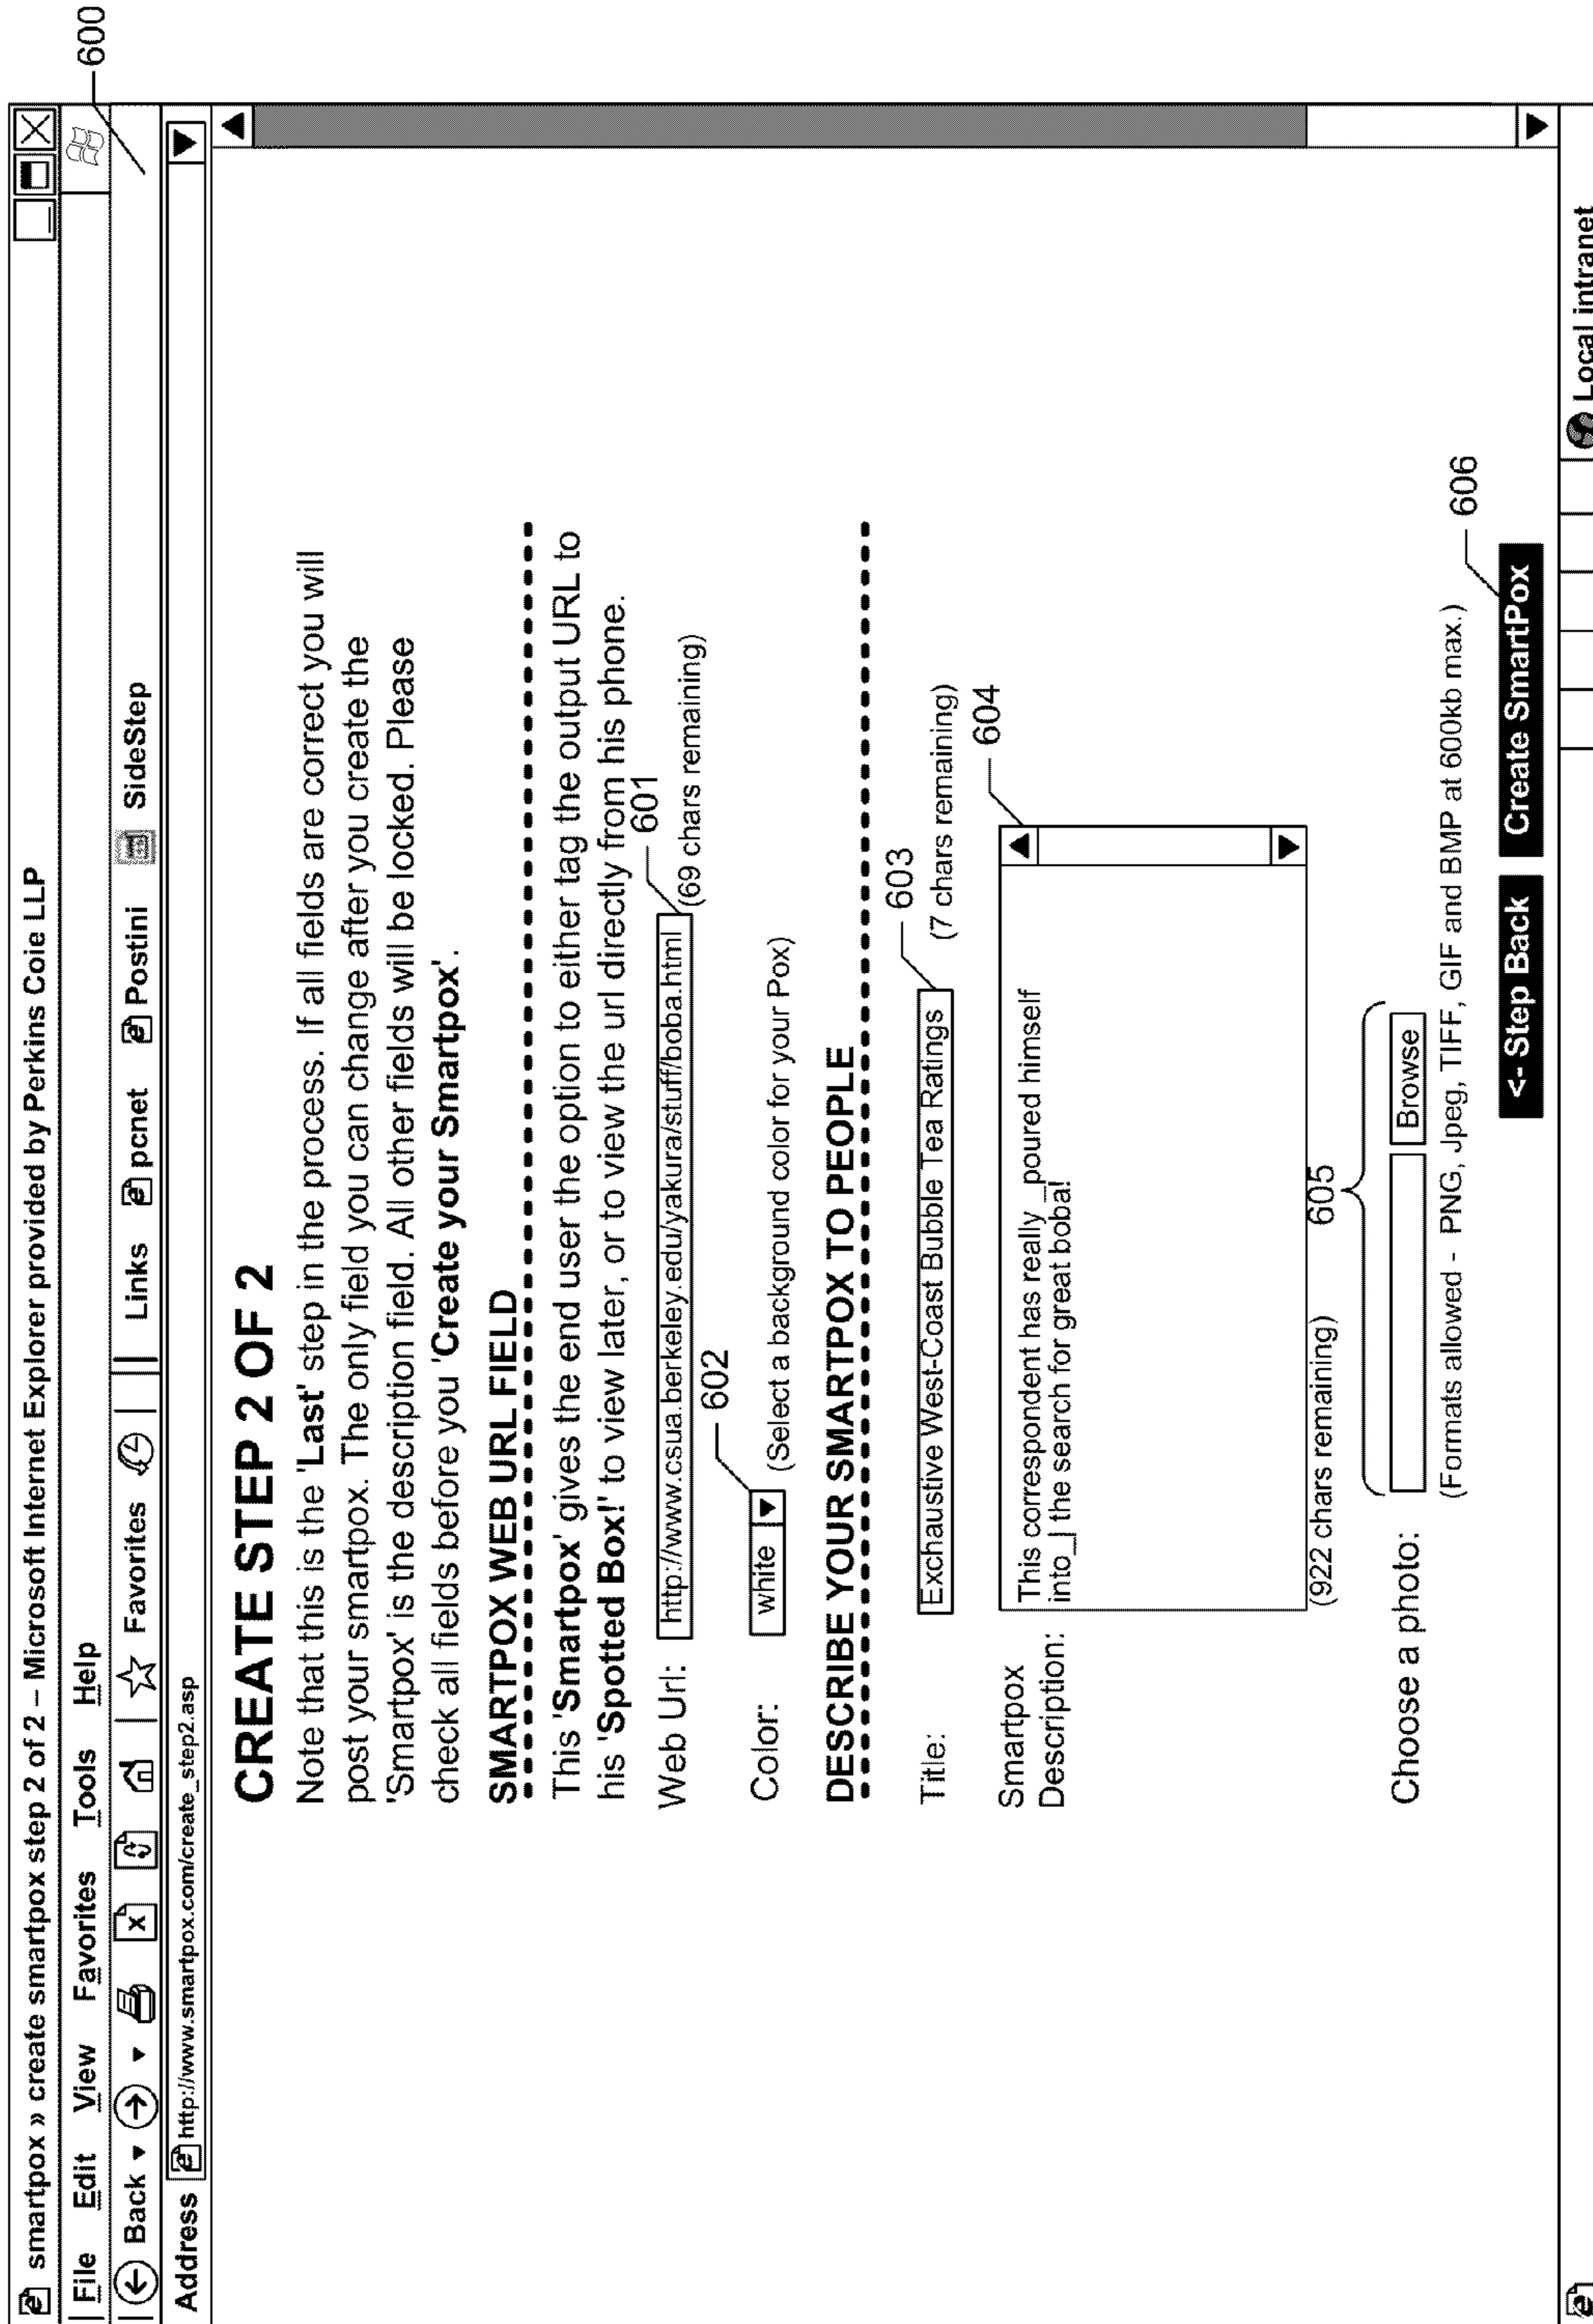 smartpox » create smartpox step 2 of 2 – Microsoft Internet Explorer provided by Perkins Coie LLP
File Edit View Favorites Tools Help
600
Back Favorites Links pcnet Postini SideStep
Address http://www.smartpox.com/create_step2.asp
CREATE STEP 2 OF 2
Note that this is the 'Last' step in the process. If all fields are correct you will
post your smartpox. The only field you can change after you create the
'Smartpox' is the description field. All other fields will be locked. Please
check all fields before you 'Create your Smartpox'.
SMARTPOX WEB URL FIELD
This 'Smartpox' gives the end user the option to either tag the output URL to
his 'Spotted Box!' to view later, or to view the url directly from his phone.
601
Web Url: http://www.csua.berkeley.edu/yakura/stuff/boba.html (69 chars remaining)
602
Color: white (Select a background color for your Pox)
DESCRIBE YOUR SMARTPOX TO PEOPLE
603
Title: Exhaustive West-Coast Bubble Tea Ratings (7 chars remaining)
604
Smartpox
Description:
This correspondent has really _poured himself
into_| the search for great boba!
(922 chars remaining)
605
Choose a photo: Browse
(Formats allowed - PNG, Jpeg, TIFF, GIF and BMP at 600kb max.)
606
<- Step Back Create SmartPox
Local intranet